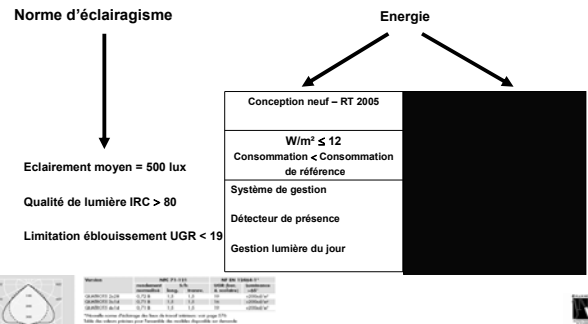 Norme d'éclairagisme
Energie
Conception neuf – RT 2005
W/m² ≤ 12
Consommation < Consommation
de référence
Eclairement moyen = 500 lux
Qualité de lumière IRC > 80
Limitation éblouissement UGR < 19
Système de gestion
Détecteur de présence
Gestion lumière du jour
Version